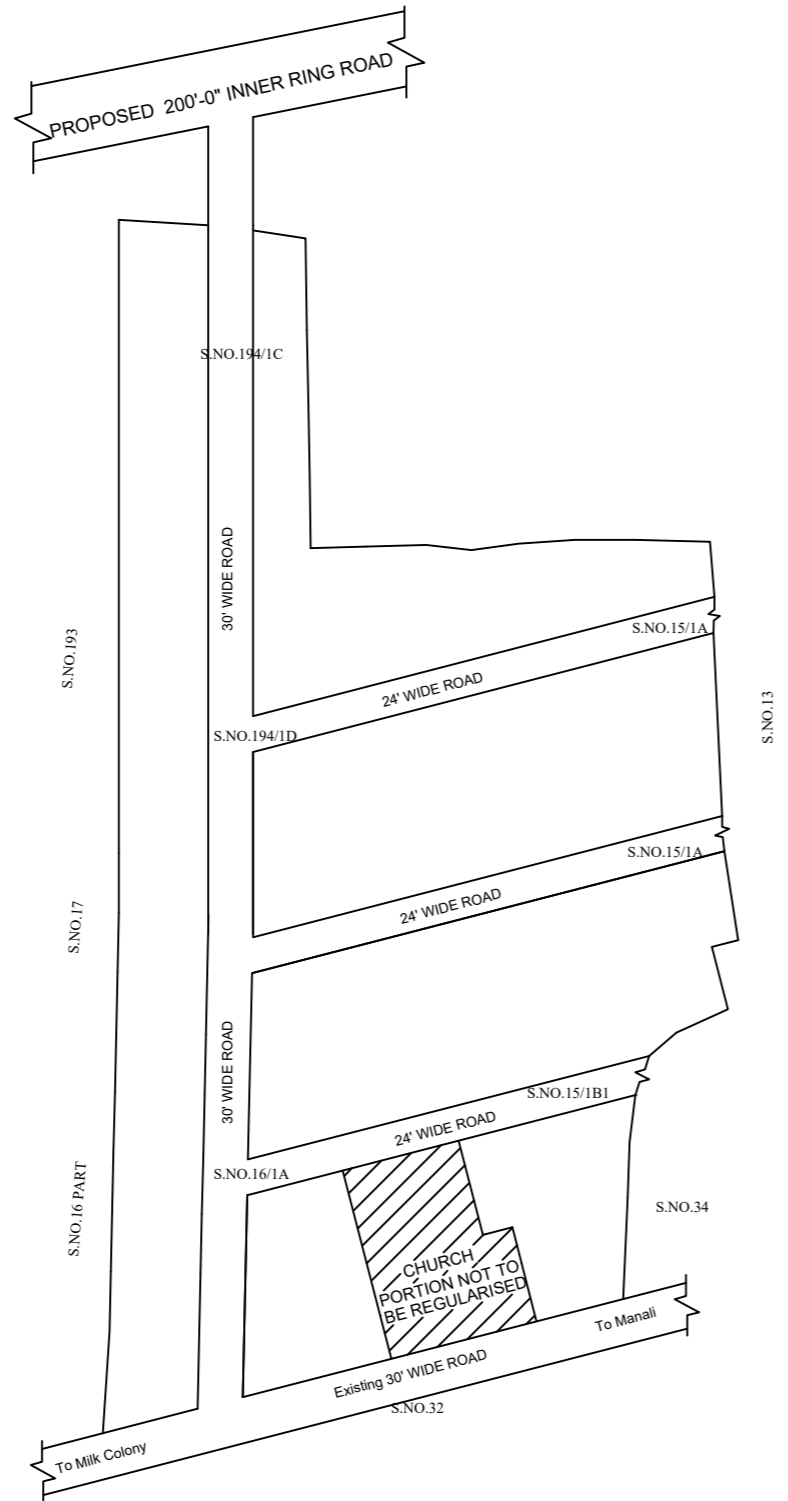 PROPOSED 200'-0" INNER RING ROAD
S.NO.194/1C
30' WIDE ROAD
S.NO.193
S.NO.15/1A
24' WIDE ROAD
S.NO.13
S.NO.194/1D
S.NO.15/1A
24' WIDE ROAD
S.NO.17
30' WIDE ROAD
S.NO.15/1B1
24' WIDE ROAD
S.NO.16/1A
S.NO.16 PART
S.NO.34
CHURCH
PORTION NOT TO
BE REGULARISED
To Manali
Existing 30' WIDE ROAD
S.NO.32
To Milk Colony